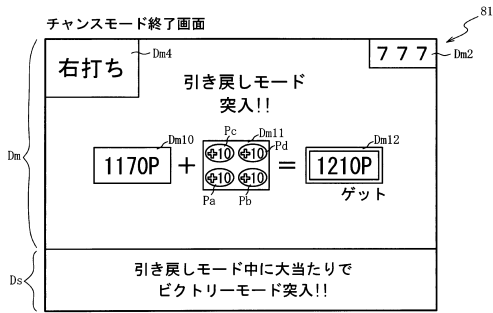 チャンスモード終了画面
81
Dm4
右打ち
7 7 7
Dm2
引き戻しモード
突入!!
Dm
Dm10
Pc
Dm11
Pd
Dm12
1170P + +10 +10 = 1210P
+10 +10
Pa
Pb
ゲット
Ds
引き戻しモード中に大当たりで
ビクトリーモード突入!!